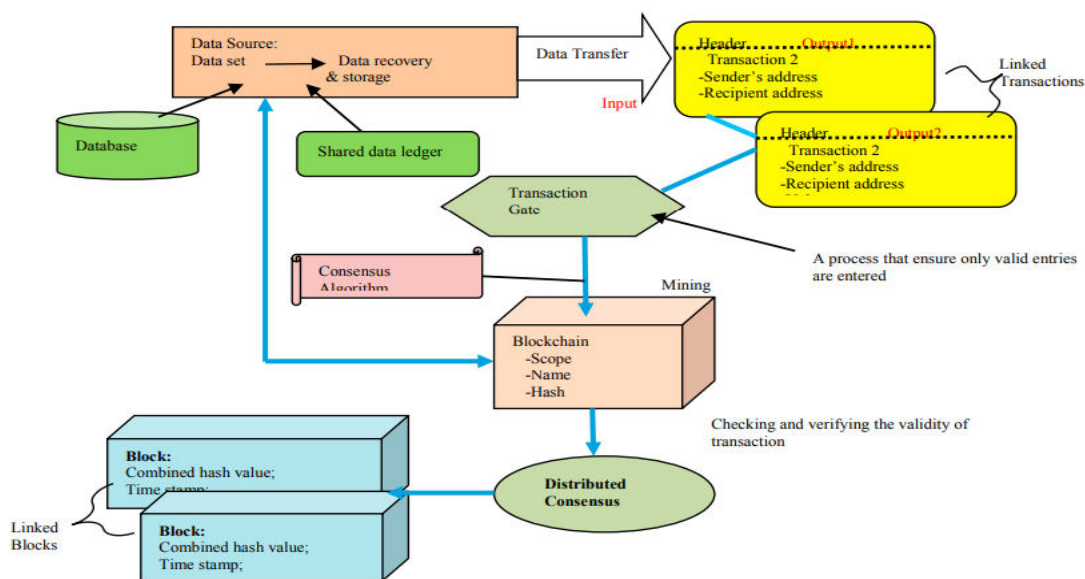 Data Source:
Data set
Data recovery
& storage
Data Transfer
Input
Header Output1
Transaction 2
-Sender's address
-Recipient address
Linked
Transactions
Header Output2
Transaction 2
-Sender's address
-Recipient address
Database
Shared data ledger
Transaction
Gate
A process that ensure only valid entries
are entered
Consensus
Algorithm
Mining
Blockchain
-Scope
-Name
-Hash
Checking and verifying the validity of
transaction
Distributed
Consensus
Block:
Combined hash value;
Time stamp;
Block:
Combined hash value;
Time stamp;
Linked
Blocks